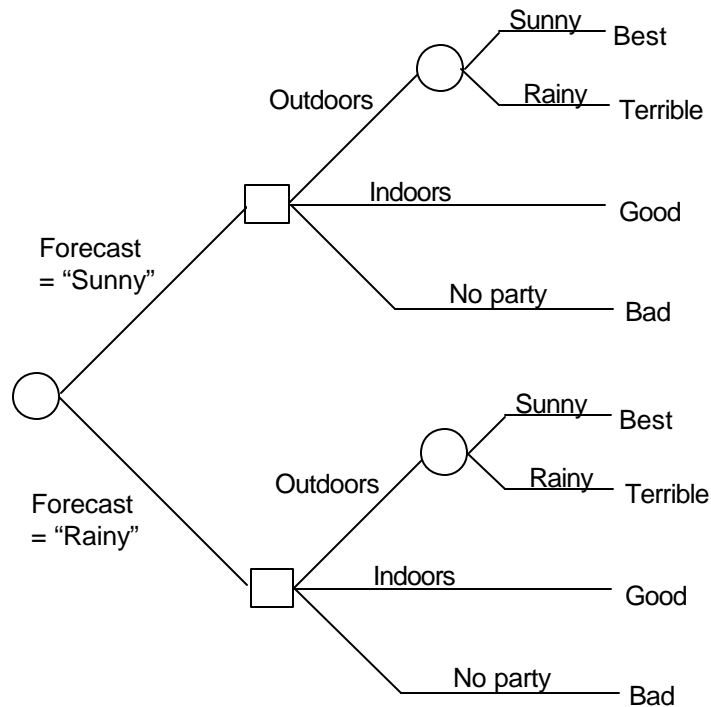 Sunny
Best
Rainy
Terrible
Outdoors
Indoors
Good
No party
Bad
Forecast
= “Sunny”
Sunny
Best
Rainy
Terrible
Outdoors
Indoors
Good
No party
Bad
Forecast
= “Rainy”